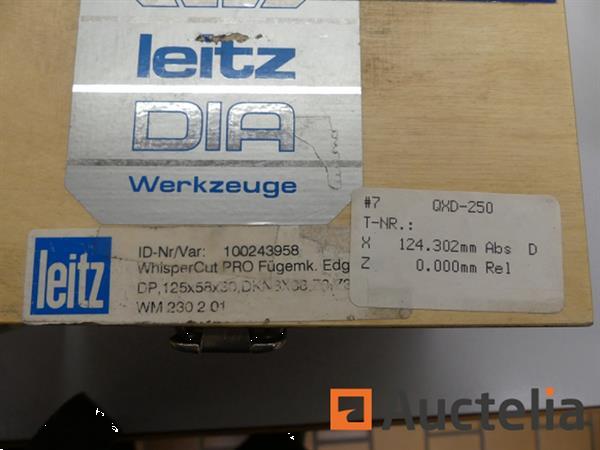 leitz
DIA
Werkzeuge
#7 QXD-250
T-NR.:
X 124.302mm Abs D
Z 0.000mm Rel
leitz
ID-Nr/Var: 100243958
WhisperCut PRO Fügemk. Edg
DP,125x58x30,
WM 230 2 01
Auctelia